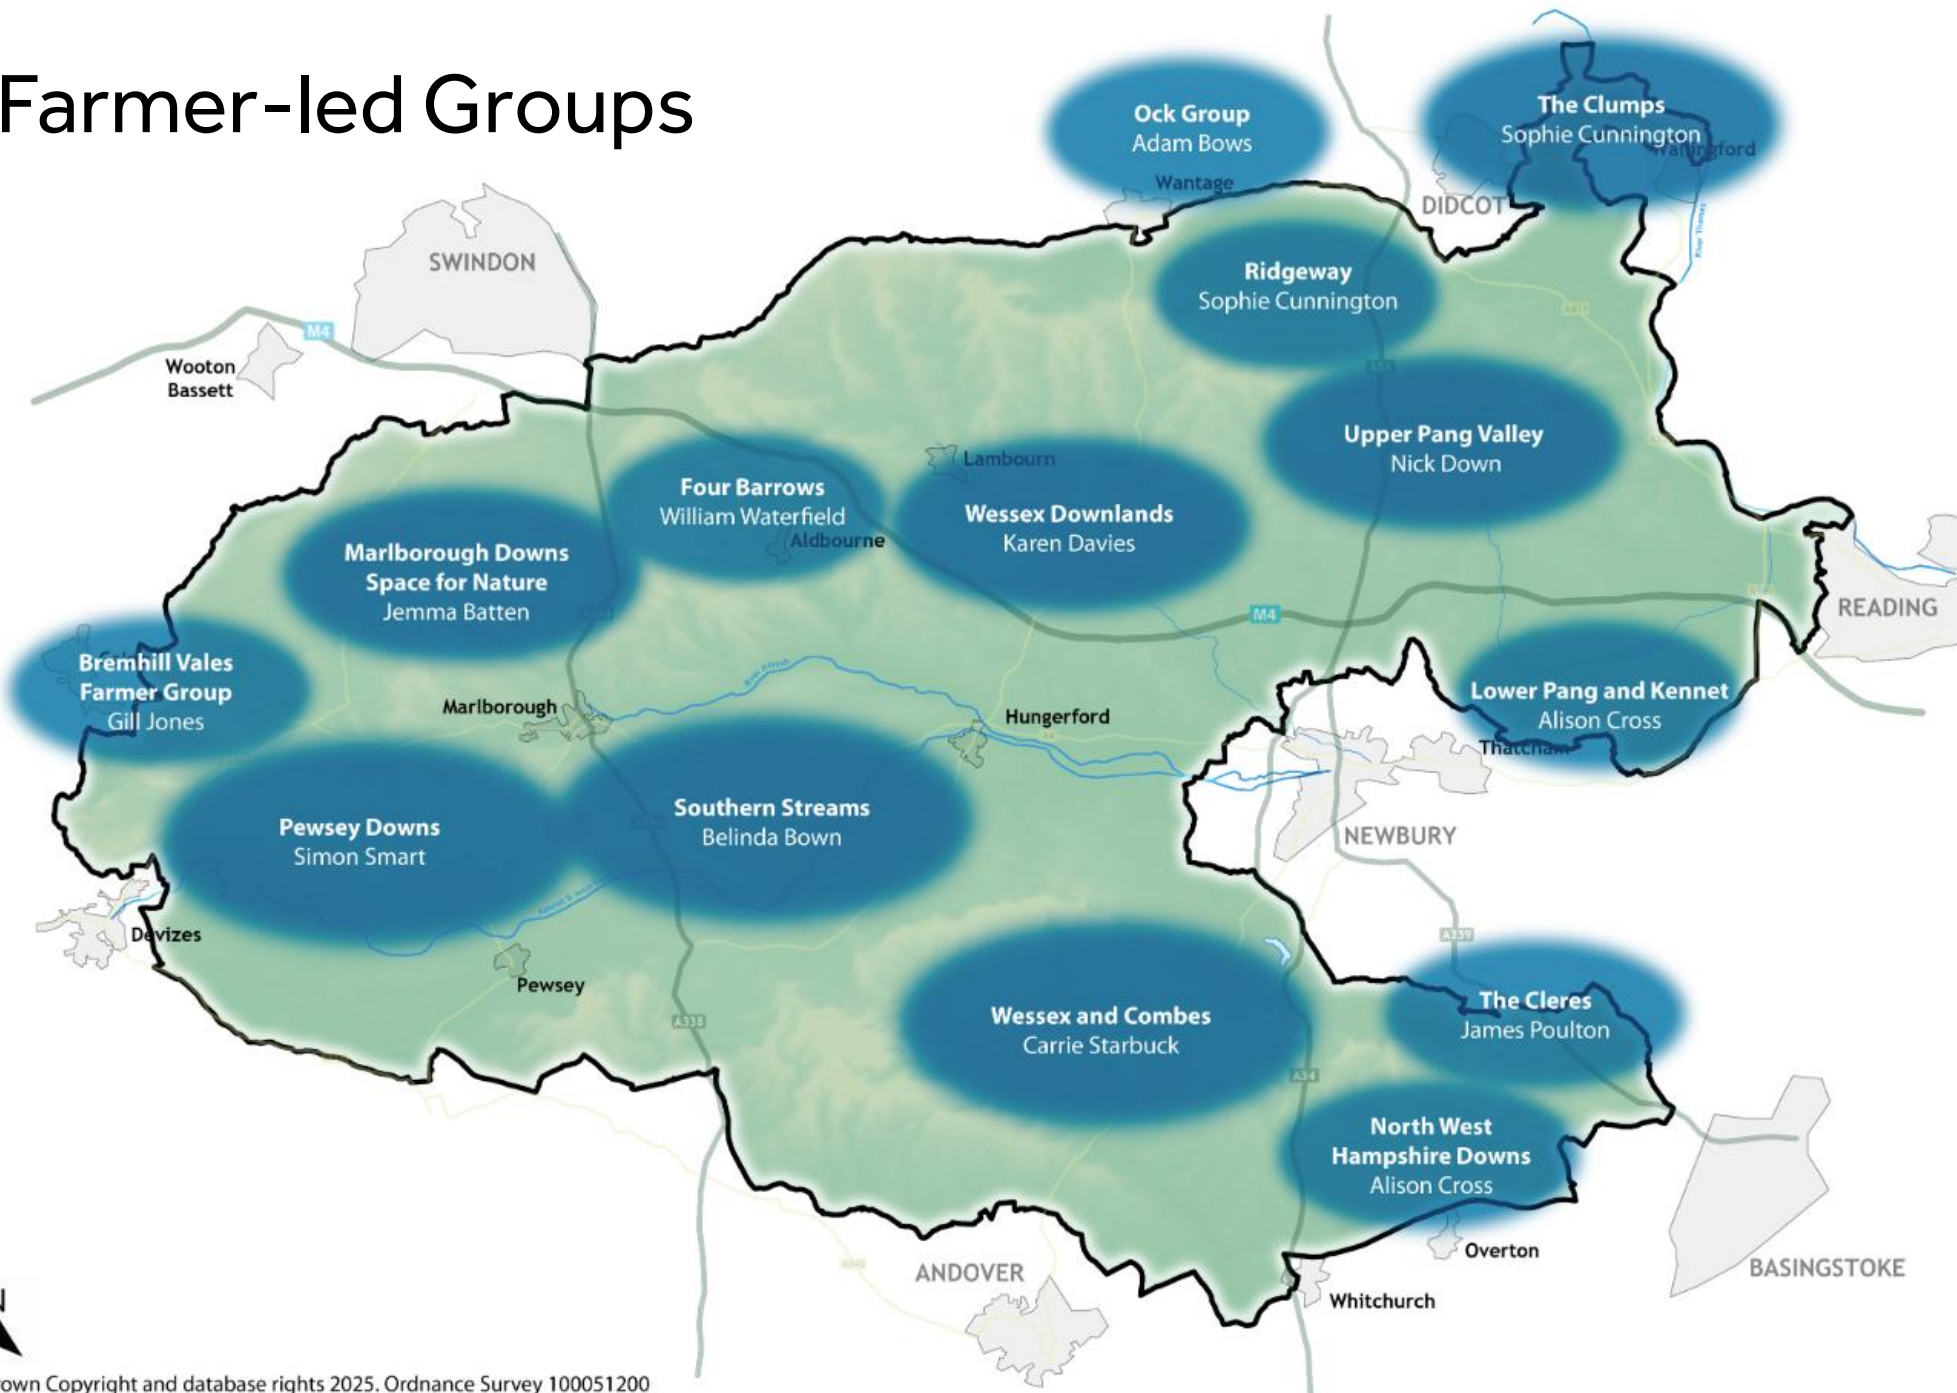 Farmer-led Groups
Ock Group
Adam Bows
The Clumps
Sophie Cunnington
Wallingford
Wantage
DIDCOT
River Thames
SWINDON
Ridgeway
Sophie Cunnington
M4
Wooton
Bassett
A34
Upper Pang Valley
Nick Down
Lambourn
Four Barrows
William Waterfield
Aldbourne
Wessex Downlands
Karen Davies
Marlborough Downs
Space for Nature
Jemma Batten
M4
READING
Bremhill Vales
Farmer Group
Gill Jones
Lower Pang and Kennet
Alison Cross
Thatcham
Marlborough
Hungerford
Southern Streams
Belinda Bown
Pewsey Downs
Simon Smart
NEWBURY
Devizes
A339
Pewsey
Wessex and Combes
Carrie Starbuck
The Cleres
James Poulton
A338
A34
North West
Hampshire Downs
Alison Cross
Overton
ANDOVER
BASINGSTOKE
Whitchurch
Copyright and database rights 2025. Ordnance Survey 100051200